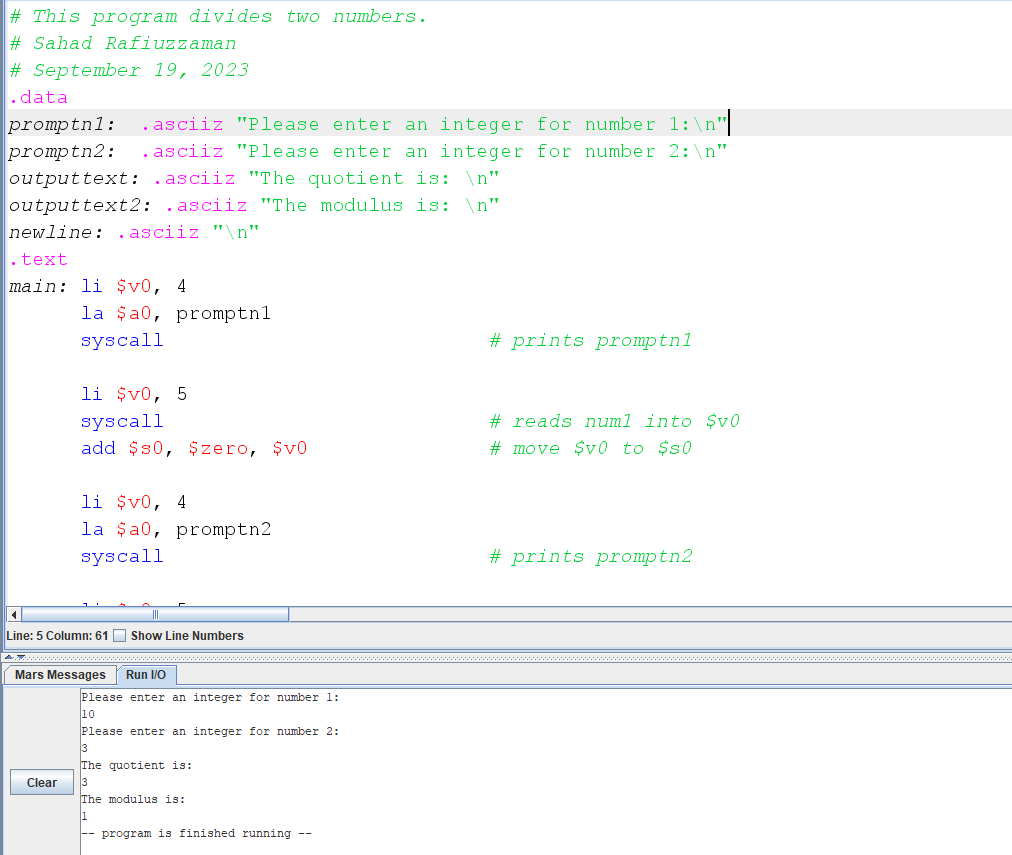 # This program divides two numbers.
# Sahad Rafiuzzaman
# September 19, 2023
.data
promptn1:  .asciiz "Please enter an integer for number 1:\n"
promptn2:  .asciiz "Please enter an integer for number 2:\n"
outputtext: .asciiz "The quotient is: \n"
outputtext2: .asciiz "The modulus is: \n"
newline: .asciiz "\n"
.text
main: li $v0, 4
      la $a0, promptn1
      syscall                           # prints promptn1

      li $v0, 5
      syscall                           # reads num1 into $v0
      add $s0, $zero, $v0               # move $v0 to $s0

      li $v0, 4
      la $a0, promptn2
      syscall                           # prints promptn2

Line: 5 Column: 61 Show Line Numbers
Mars Messages Run I/O
Please enter an integer for number 1:
10
Please enter an integer for number 2:
3
The quotient is:
3
The modulus is:
1
-- program is finished running --
Clear